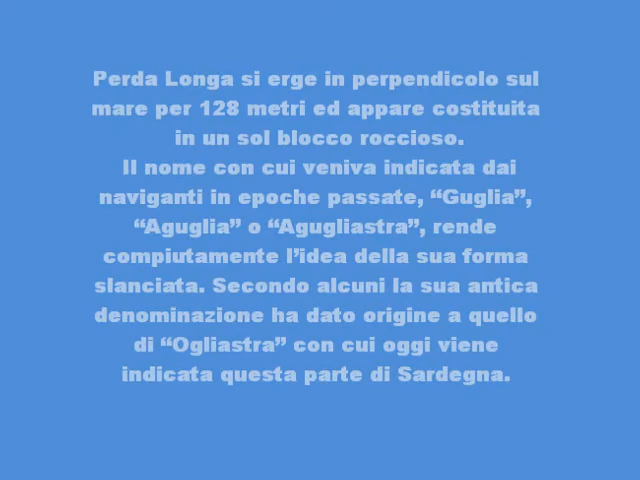 Perda Longa si erge in perpendicolo sul
mare per 128 metri ed appare costituita
in un sol blocco roccioso.
Il nome con cui veniva indicata dai
naviganti in epoche passate, “Guglia”,
“Aguglia” o “Agugliastra”, rende
compiutamente l’idea della sua forma
slanciata. Secondo alcuni la sua antica
denominazione ha dato origine a quello
di “Ogliastra” con cui oggi viene
indicata questa parte di Sardegna.